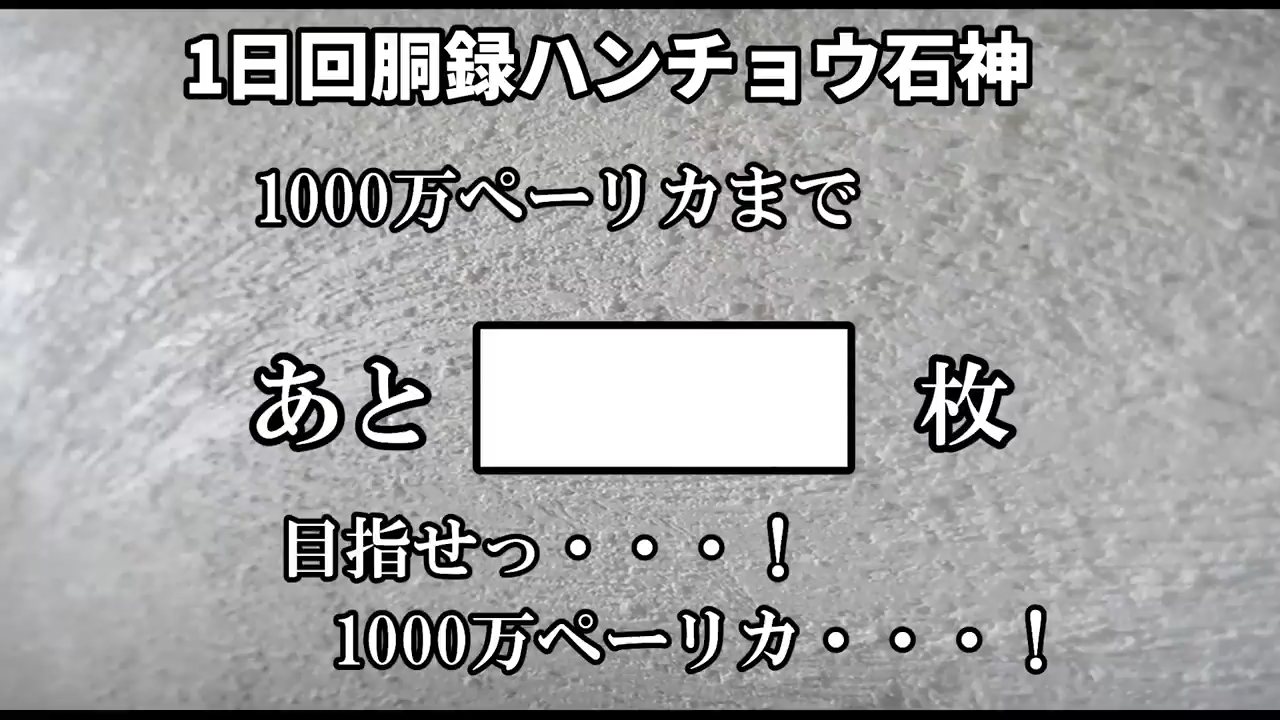 1日回胴録ハンチョウ石神
1000万ペーリカまで
あと 枚
目指せっ・・・！
1000万ペーリカ・・・！